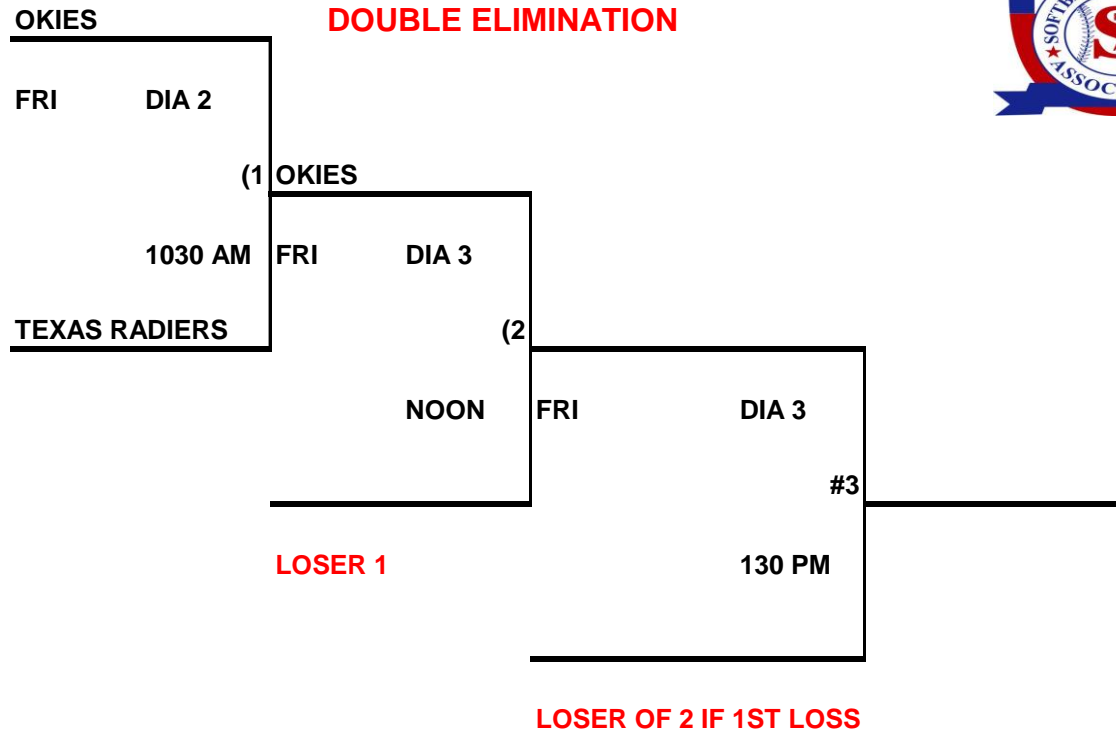 OKIES
DOUBLE ELIMINATION
FRI DIA 2
(1 OKIES
1030 AM FRI DIA 3
TEXAS RADIERS (2
NOON FRI DIA 3
#3
LOSER 1 130 PM
LOSER OF 2 IF 1ST LOSS